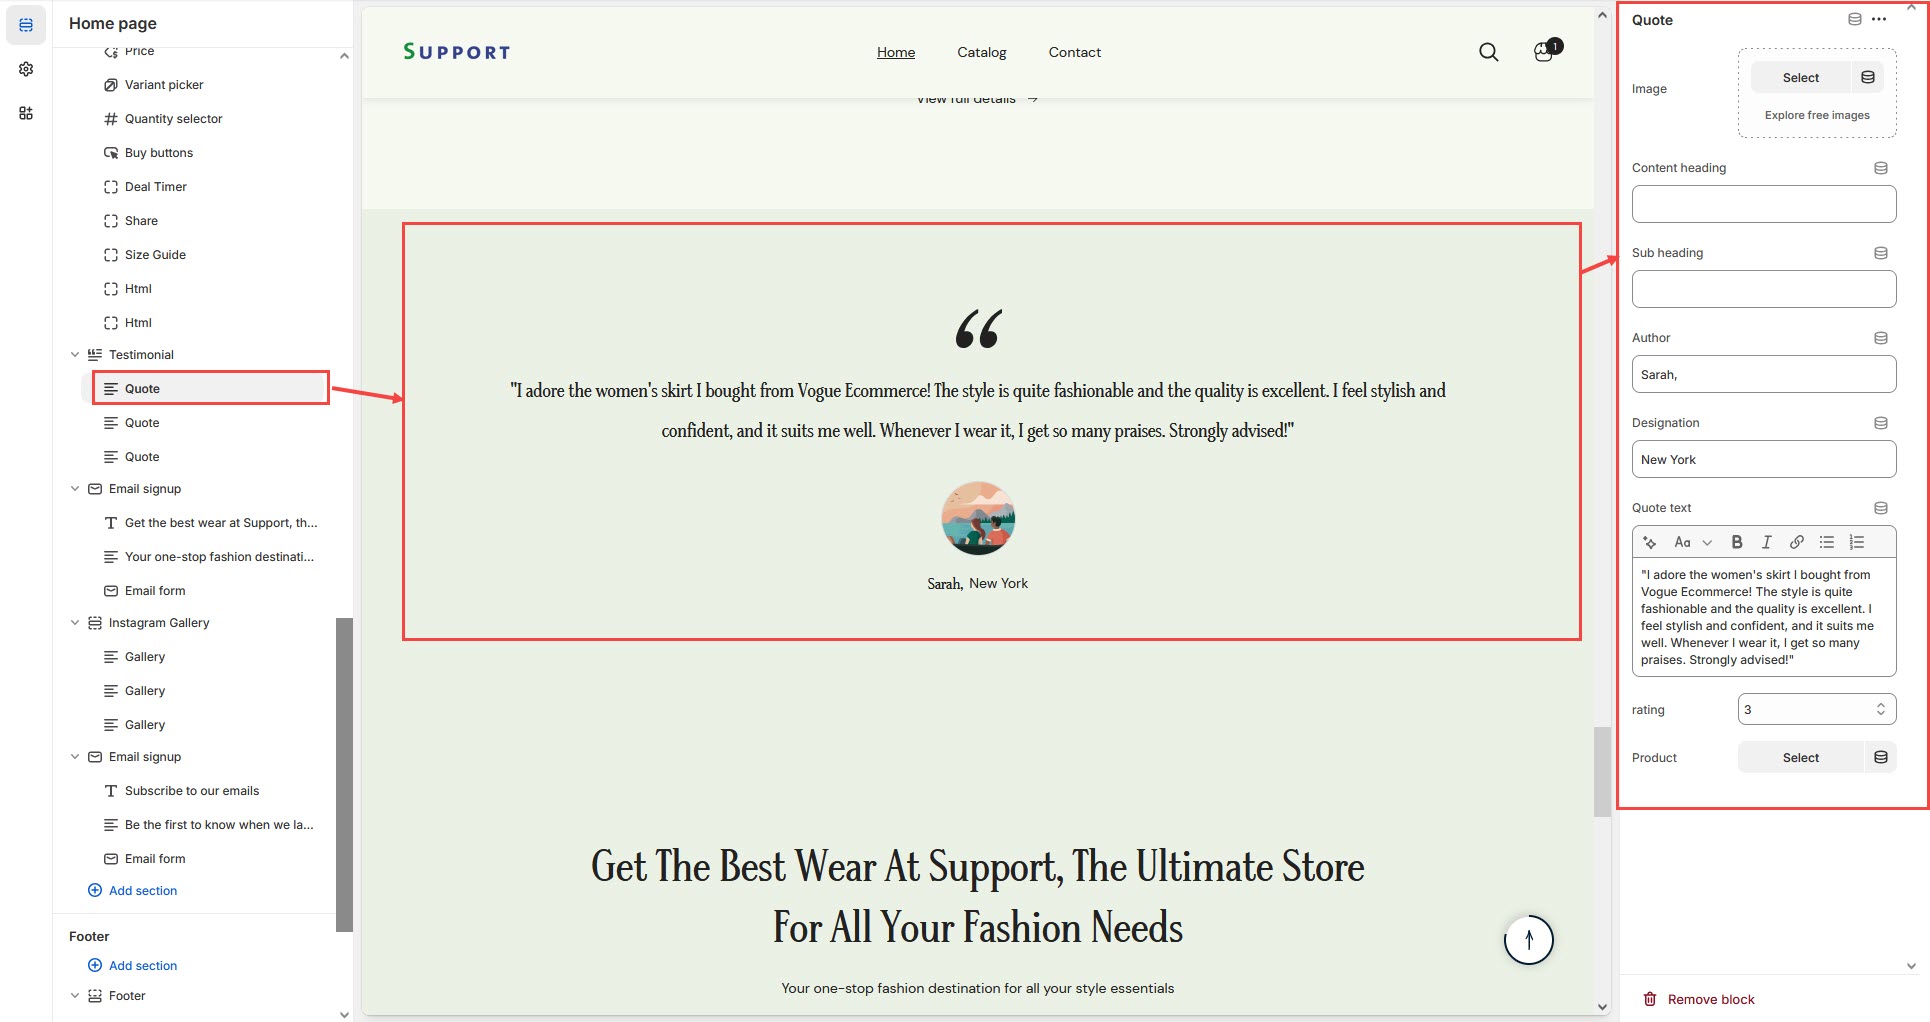 Home page
Price
Variant picker
Quantity selector
Buy buttons
Deal Timer
Share
Size Guide
Html
Html
Testimonial
Quote
Quote
Quote
Email signup
Get the best wear at Support, th...
Your one-stop fashion destinati...
Email form
Instagram Gallery
Gallery
Gallery
Gallery
Email signup
Subscribe to our emails
Be the first to know when we la...
Email form
Add section
Footer
Add section
Footer
SUPPORT
Home
Catalog
Contact
1
View full details →
“
"I adore the women's skirt I bought from Vogue Ecommerce! The style is quite fashionable and the quality is excellent. I feel stylish and
confident, and it suits me well. Whenever I wear it, I get so many praises. Strongly advised!"
Sarah, New York
Get The Best Wear At Support, The Ultimate Store
For All Your Fashion Needs
Your one-stop fashion destination for all your style essentials
Quote
Image
Select
Explore free images
Content heading
Sub heading
Author
Sarah,
Designation
New York
Quote text
Aa B I
"I adore the women's skirt I bought from
Vogue Ecommerce! The style is quite
fashionable and the quality is excellent. I
feel stylish and confident, and it suits me
well. Whenever I wear it, I get so many
praises. Strongly advised!"
rating
3
Product
Select
Remove block